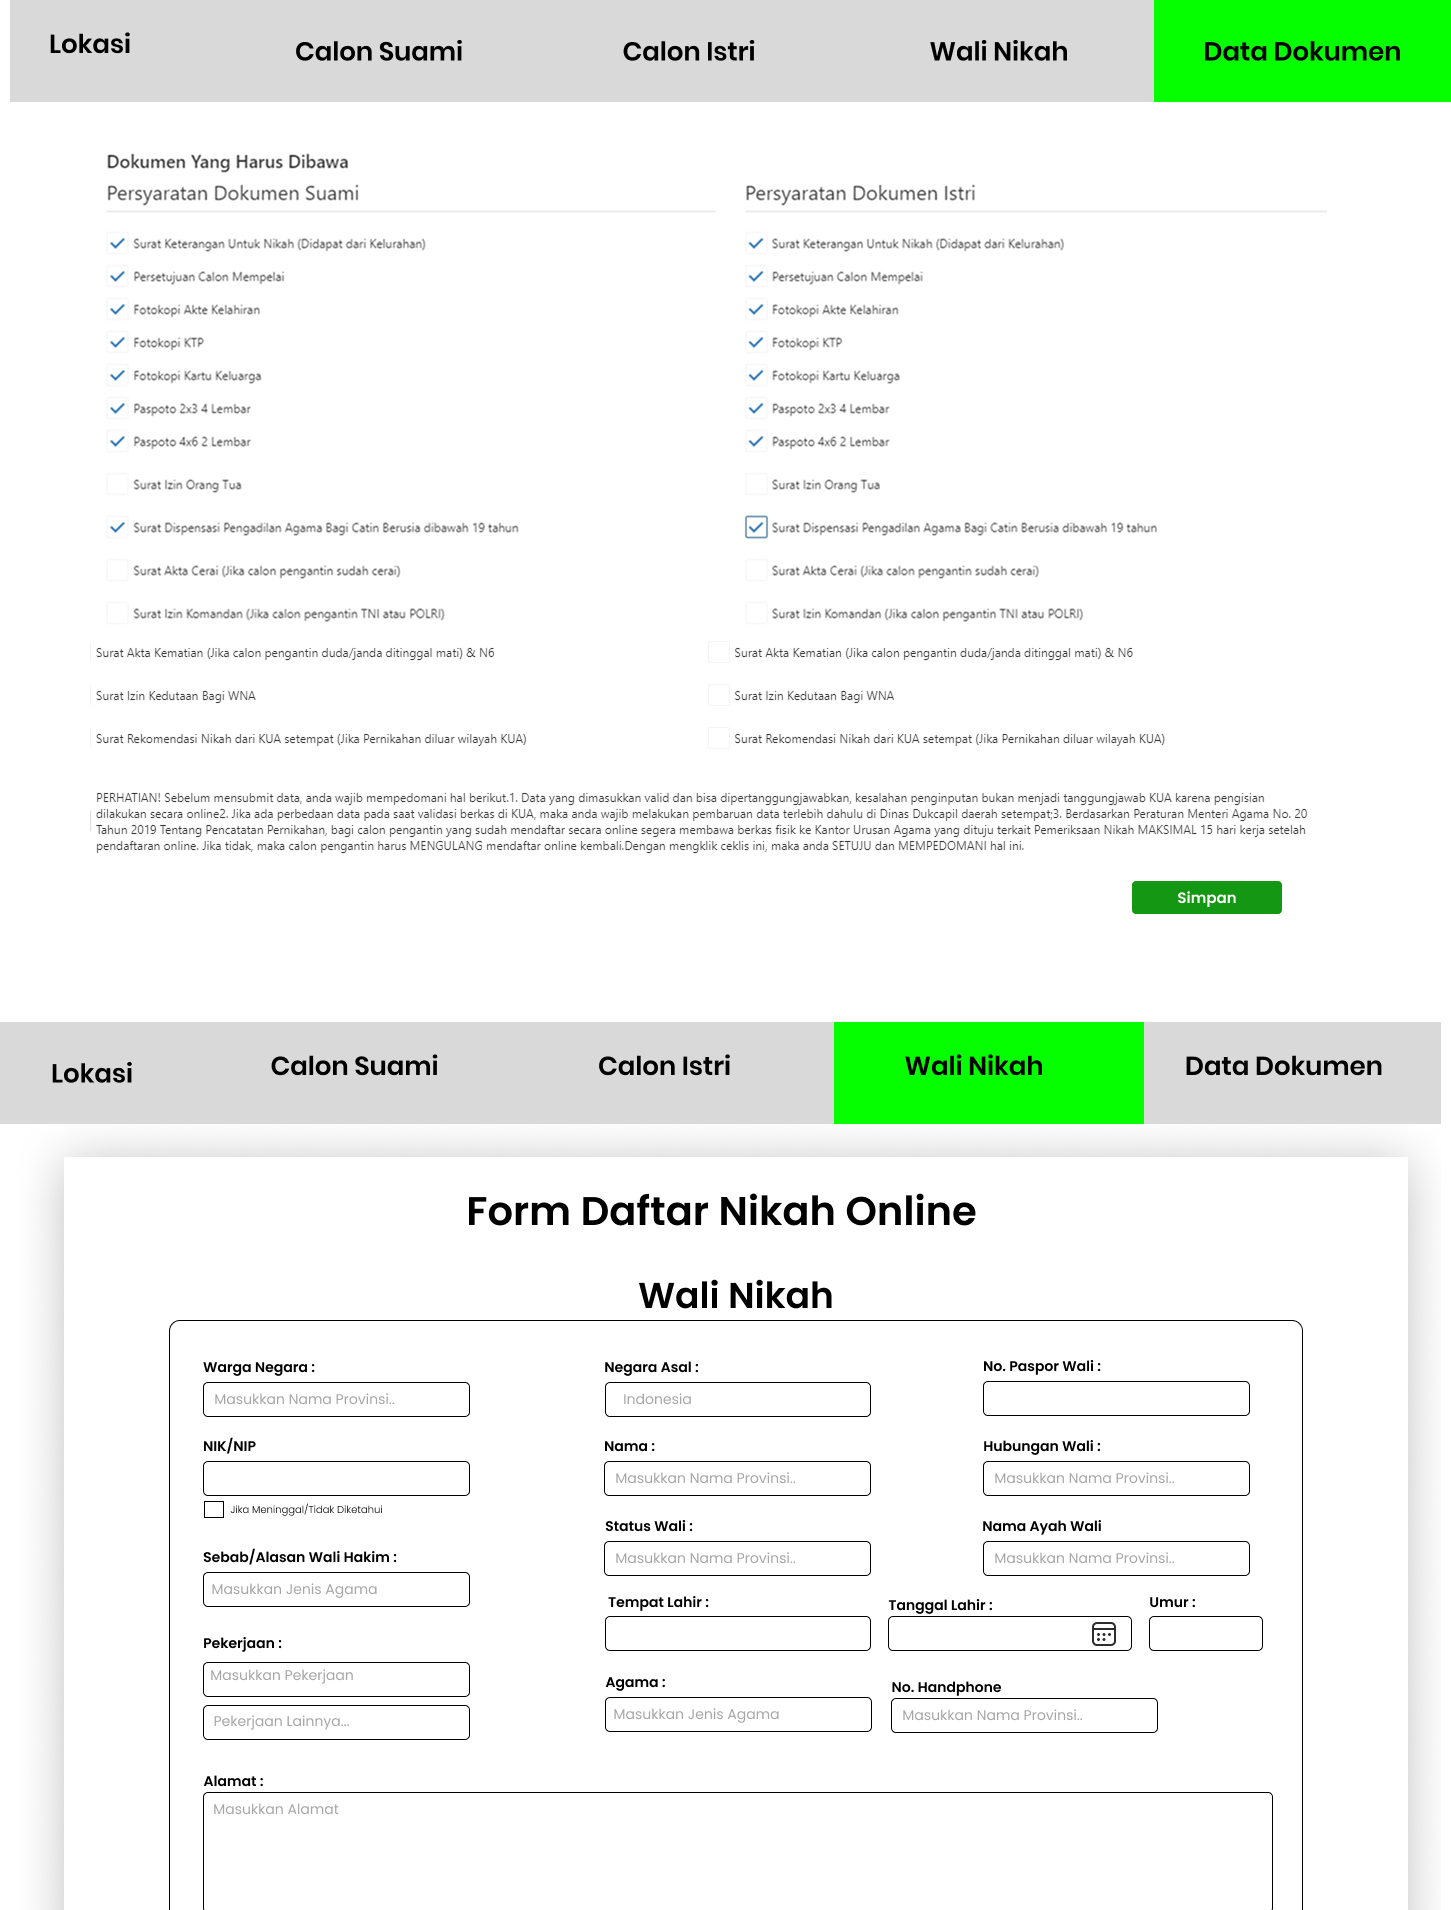 Lokasi
Calon Suami
Calon Istri
Wali Nikah
Data Dokumen
Dokumen Yang Harus Dibawa
Persyaratan Dokumen Suami
Surat Keterangan Untuk Nikah (Didapat dari Kelurahan)
Persetujuan Calon Mempelai
Fotokopi Akte Kelahiran
Fotokopi KTP
Fotokopi Kartu Keluarga
Paspoto 2x3 4 Lembar
Paspoto 4x6 2 Lembar
Surat Izin Orang Tua
Surat Dispensasi Pengadilan Agama Bagi Catin Berusia dibawah 19 tahun
Surat Akta Cerai (Jika calon pengantin sudah cerai)
Surat Izin Komandan (Jika calon pengantin TNI atau POLRI)
Surat Akta Kematian (Jika calon pengantin duda/janda ditinggal mati) & N6
Surat Izin Kedutaan Bagi WNA
Surat Rekomendasi Nikah dari KUA setempat (Jika Pernikahan diluar wilayah KUA)
Persyaratan Dokumen Istri
Surat Keterangan Untuk Nikah (Didapat dari Kelurahan)
Persetujuan Calon Mempelai
Fotokopi Akte Kelahiran
Fotokopi KTP
Fotokopi Kartu Keluarga
Paspoto 2x3 4 Lembar
Paspoto 4x6 2 Lembar
Surat Izin Orang Tua
Surat Dispensasi Pengadilan Agama Bagi Catin Berusia dibawah 19 tahun
Surat Akta Cerai (Jika calon pengantin sudah cerai)
Surat Izin Komandan (Jika calon pengantin TNI atau POLRI)
Surat Akta Kematian (Jika calon pengantin duda/janda ditinggal mati) & N6
Surat Izin Kedutaan Bagi WNA
Surat Rekomendasi Nikah dari KUA setempat (Jika Pernikahan diluar wilayah KUA)
PERHATIAN! Sebelum mensubmit data, anda wajib mempedomani hal berikut.1. Data yang dimasukkan valid dan bisa dipertanggungjawabkan, kesalahan penginputan bukan menjadi tanggungjawab KUA karena pengisian
dilakukan secara online2. Jika ada perbedaan data pada saat validasi berkas di KUA, maka anda wajib melakukan pembaruan data terlebih dahulu di Dinas Dukcapil daerah setempat;3. Berdasarkan Peraturan Menteri Agama No. 20
Tahun 2019 Tentang Pencatatan Pernikahan, bagi calon pengantin yang sudah mendaftar secara online segera membawa berkas fisik ke Kantor Urusan Agama yang dituju terkait Pemeriksaan Nikah MAKSIMAL 15 hari kerja setelah
pendaftaran online. Jika tidak, maka calon pengantin harus MENGULANG mendaftar online kembali.Dengan mengklik ceklis ini, maka anda SETUJU dan MEMPEDOMANI hal ini.
Simpan
Lokasi
Calon Suami
Calon Istri
Wali Nikah
Data Dokumen
Form Daftar Nikah Online
Wali Nikah
Warga Negara :
Masukkan Nama Provinsi..
Negara Asal :
Indonesia
No. Paspor Wali :
NIK/NIP
Jika Meninggal/Tidak Diketahui
Nama :
Masukkan Nama Provinsi..
Hubungan Wali :
Masukkan Nama Provinsi..
Status Wali :
Masukkan Nama Provinsi..
Nama Ayah Wali
Masukkan Nama Provinsi..
Sebab/Alasan Wali Hakim :
Masukkan Jenis Agama
Tempat Lahir :
Tanggal Lahir :
Umur :
Pekerjaan :
Masukkan Pekerjaan
Pekerjaan Lainnya...
Agama :
Masukkan Jenis Agama
No. Handphone
Masukkan Nama Provinsi..
Alamat :
Masukkan Alamat